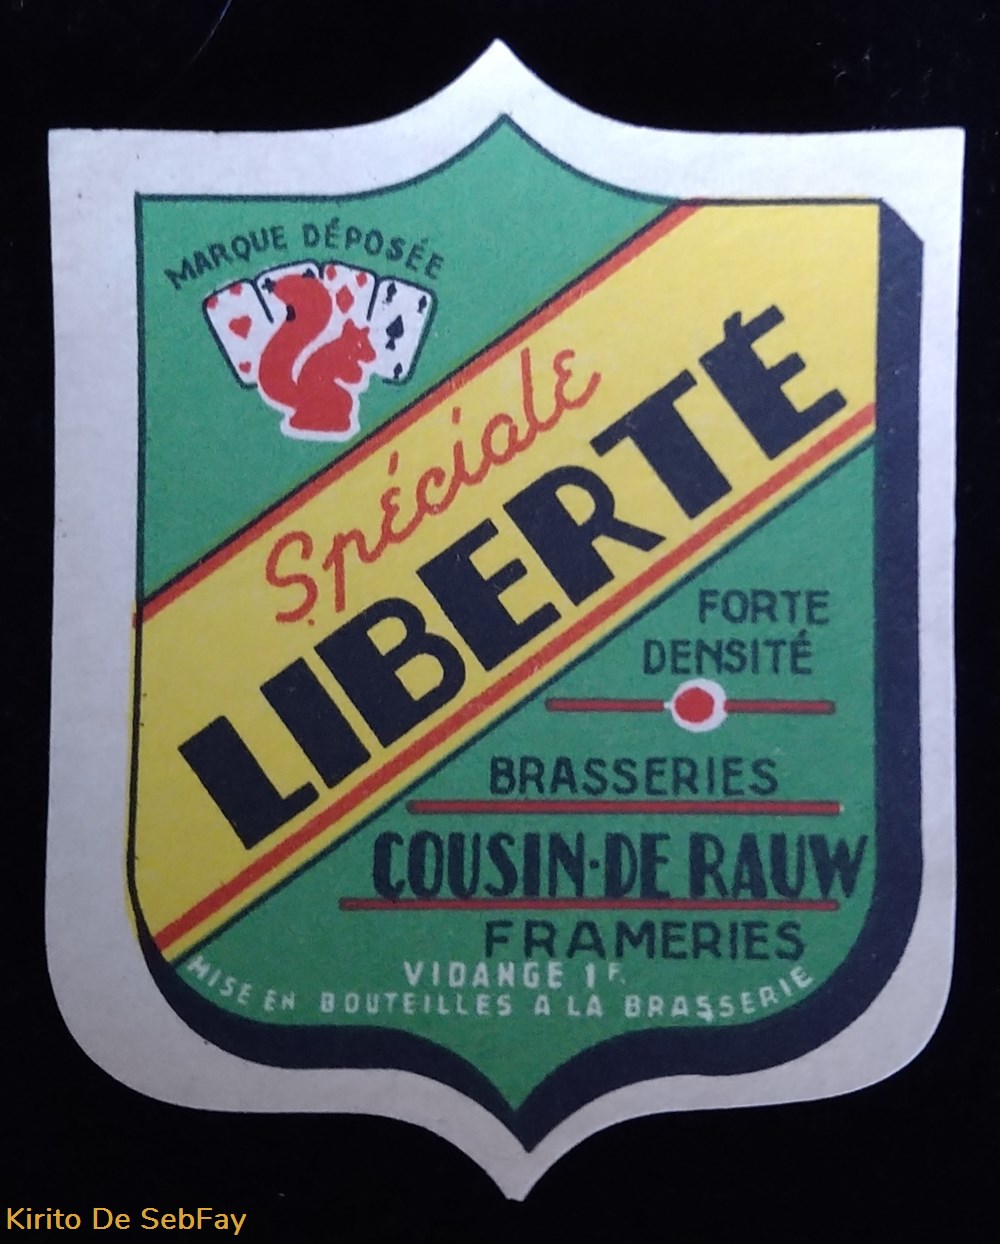 MARQUE DÉPOSÉE
Spéciale
LIBERTÉ
FORTE
DENSITÉ
BRASSERIES
COUSIN-DE RAUW
FRAMERIES
VIDANGE 1F.
MISE EN BOUTEILLES A LA BRASSERIE
Kirito De SebFay